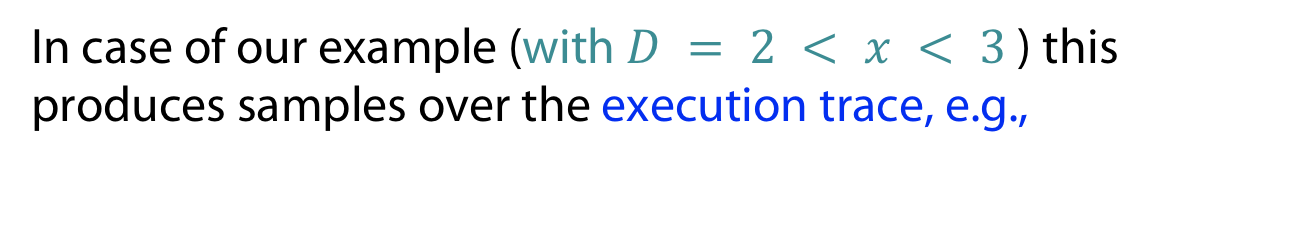 In case of our example (with D = 2 < x < 3 ) this
produces samples over the execution trace, e.g.,